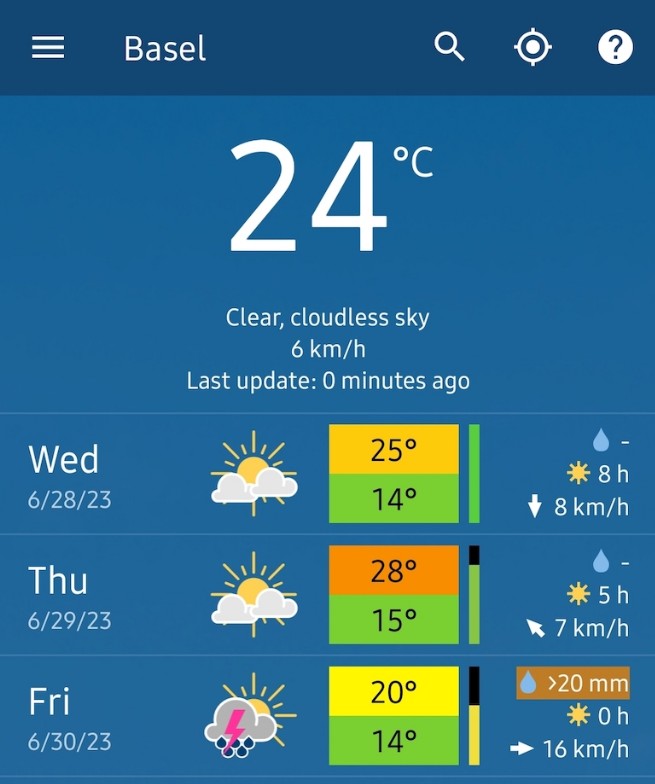 Basel
24 °C
Clear, cloudless sky
6 km/h
Last update: 0 minutes ago
Wed
6/28/23
25°
14°
-
8 h
8 km/h
Thu
6/29/23
28°
15°
-
5 h
7 km/h
Fri
6/30/23
20°
14°
>20 mm
0 h
16 km/h